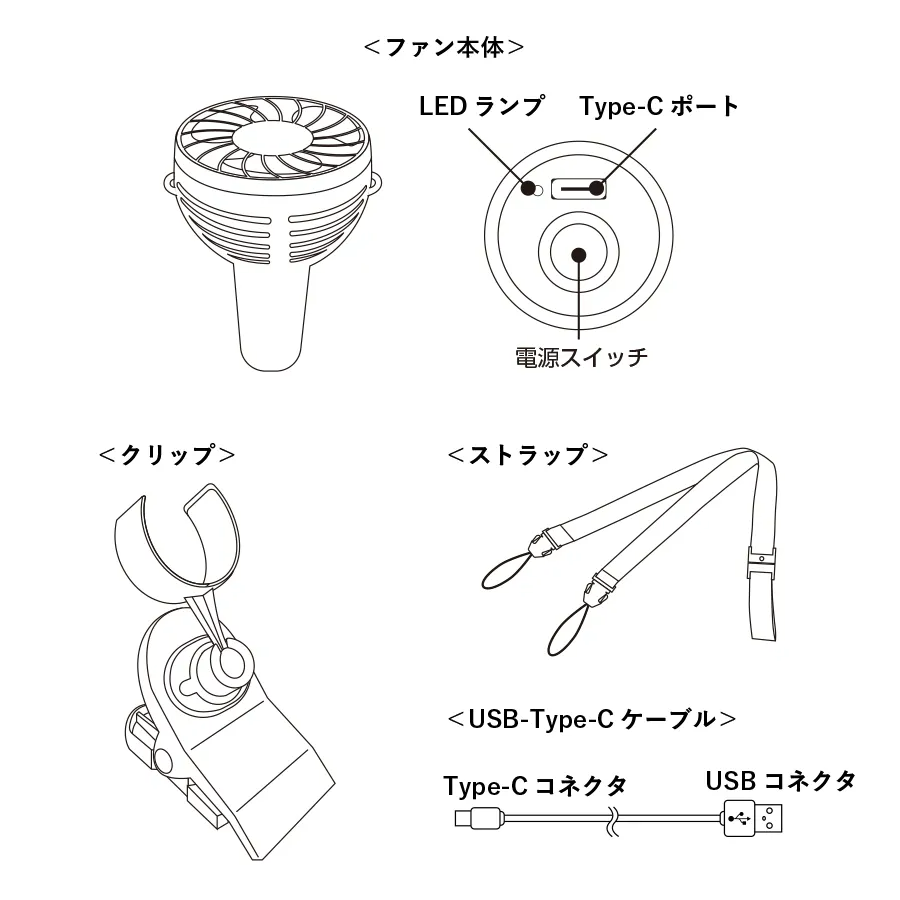 ＜ファン本体＞
LED ランプ
Type-C ポート
電源スイッチ
＜クリップ＞
＜ストラップ＞
＜USB-Type-C ケーブル＞
Type-C コネクタ
USB コネクタ